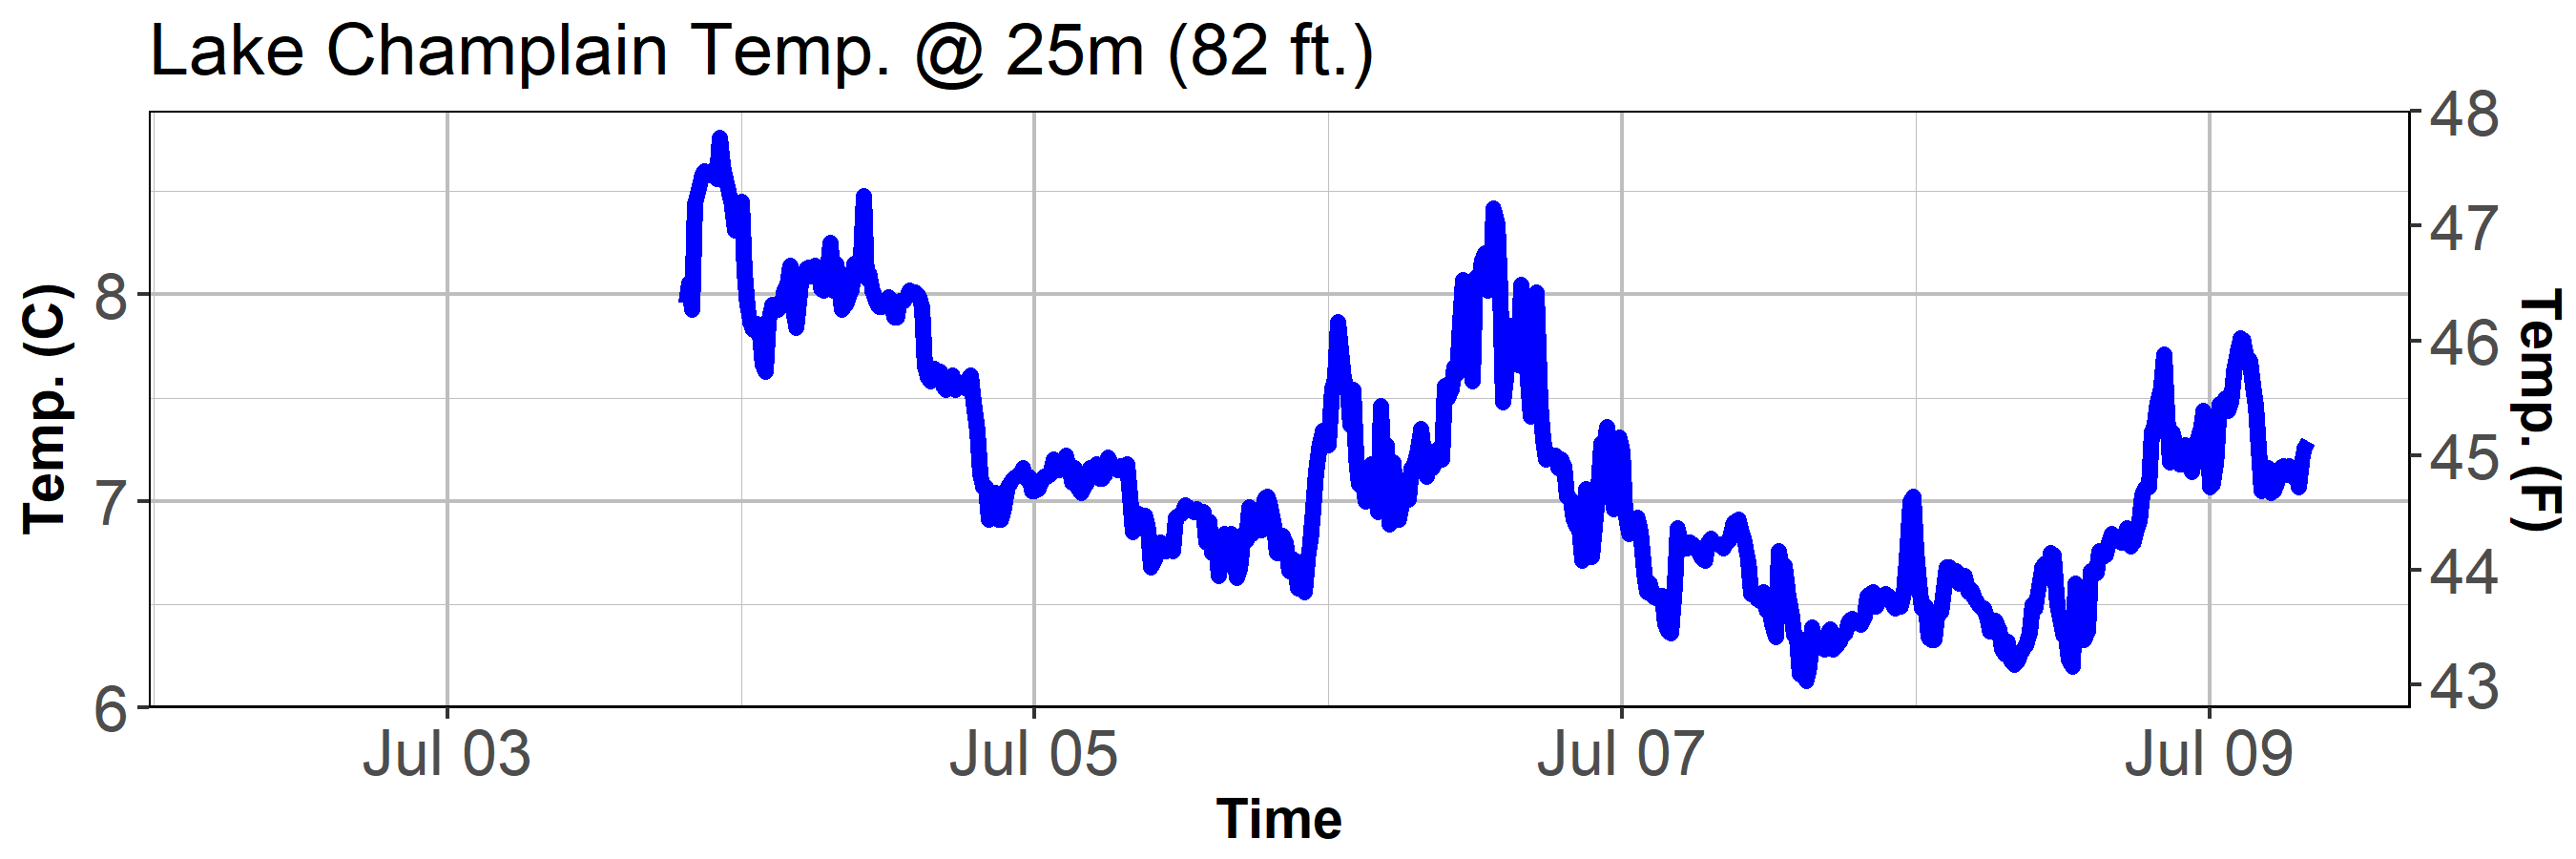 Lake Champlain Temp. @ 25m (82 ft.)
48
47
8
46
Temp. (C)
Temp. (F)
45
7
44
43
6
Jul 03 Jul 05 Jul 07 Jul 09
Time